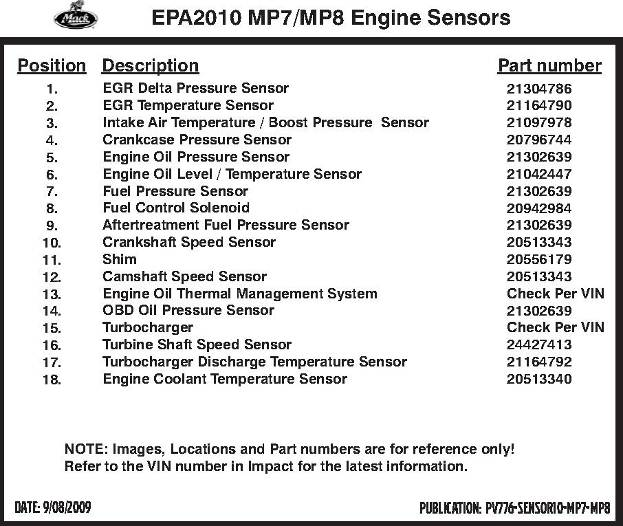 Mack
EPA2010 MP7/MP8 Engine Sensors
Position Description Part number
1. EGR Delta Pressure Sensor 21304786
2. EGR Temperature Sensor 21164790
3. Intake Air Temperature / Boost Pressure Sensor 21097978
4. Crankcase Pressure Sensor 20796744
5. Engine Oil Pressure Sensor 21302639
6. Engine Oil Level / Temperature Sensor 21042447
7. Fuel Pressure Sensor 21302639
8. Fuel Control Solenoid 20942984
9. Aftertreatment Fuel Pressure Sensor 21302639
10. Crankshaft Speed Sensor 20513343
11. Shim 20556179
12. Camshaft Speed Sensor 20513343
13. Engine Oil Thermal Management System Check Per VIN
14. OBD Oil Pressure Sensor 21302639
15. Turbocharger Check Per VIN
16. Turbine Shaft Speed Sensor 24427413
17. Turbocharger Discharge Temperature Sensor 21164792
18. Engine Coolant Temperature Sensor 20513340
NOTE: Images, Locations and Part numbers are for reference only!
Refer to the VIN number in Impact for the latest information.
DATE: 9/08/2009 PUBLICATION: PV776-SENSOR10-MP7-MP8